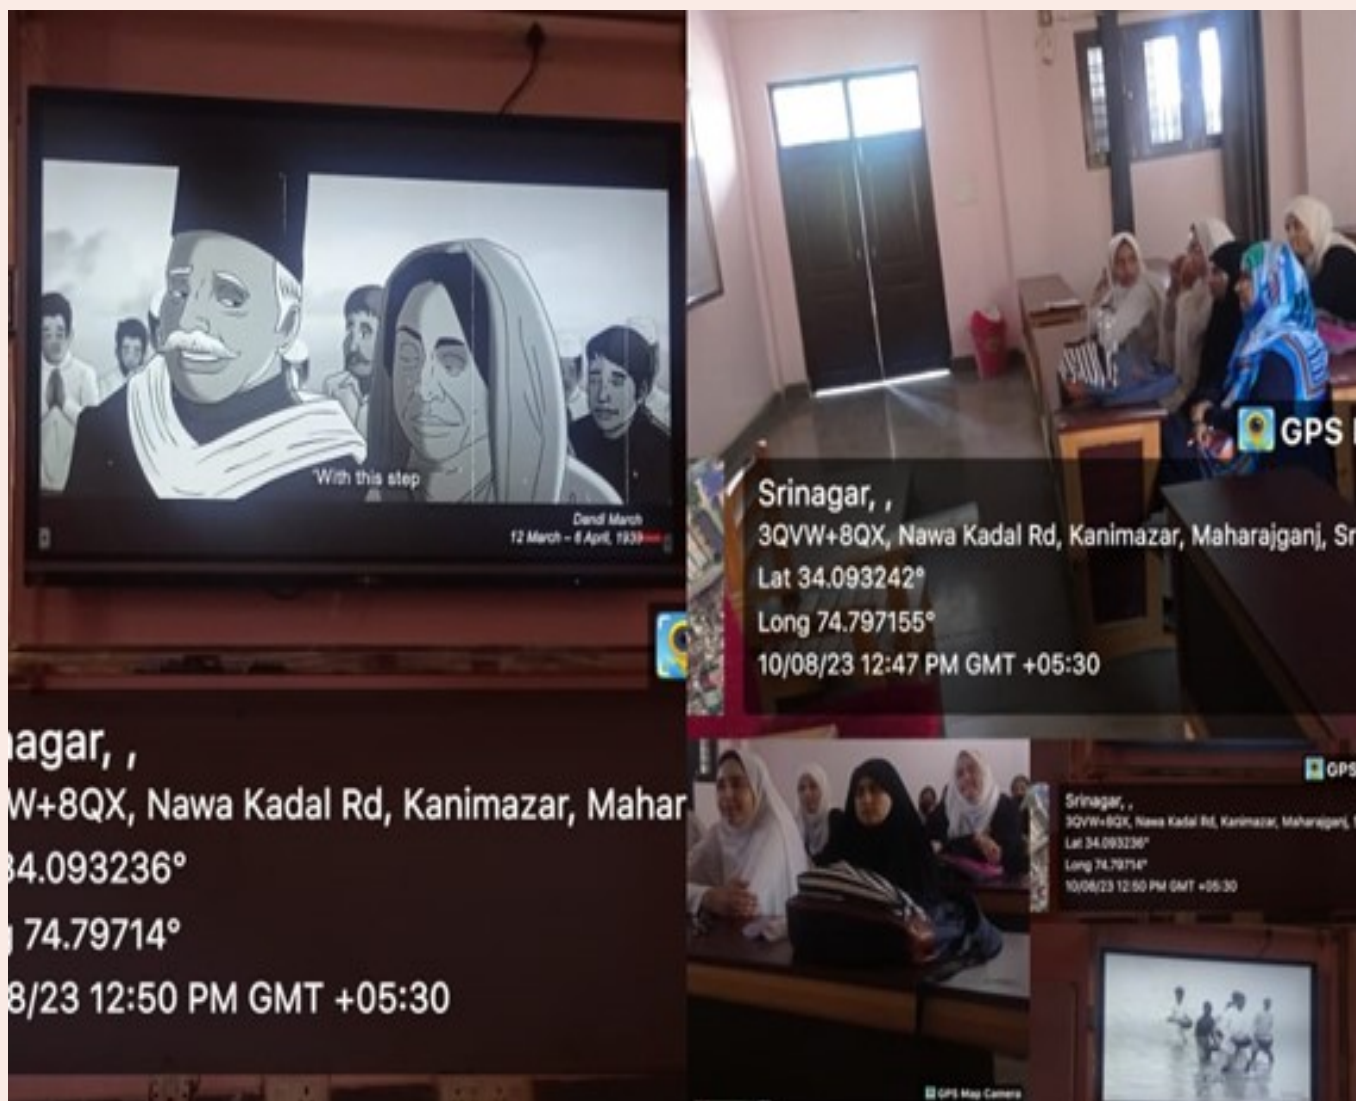 'With this step
Dandi March
12 March – 6 April, 1930
nagar, ,
W+8QX, Nawa Kadal Rd, Kanimazar, Mahar
34.093236°
74.79714°
8/23 12:50 PM GMT +05:30
GPS
Srinagar, ,
3QVW+8QX, Nawa Kadal Rd, Kanimazar, Maharajganj, Sr
Lat 34.093242°
Long 74.797155°
10/08/23 12:47 PM GMT +05:30
GPS Map Camera
GPS
Srinagar, ,
3QVW+8QX, Nawa Kadal Rd, Kanimazar, Maharajganj,
Lat 34.093236°
Long 74.79714°
10/08/23 12:50 PM GMT +05:30